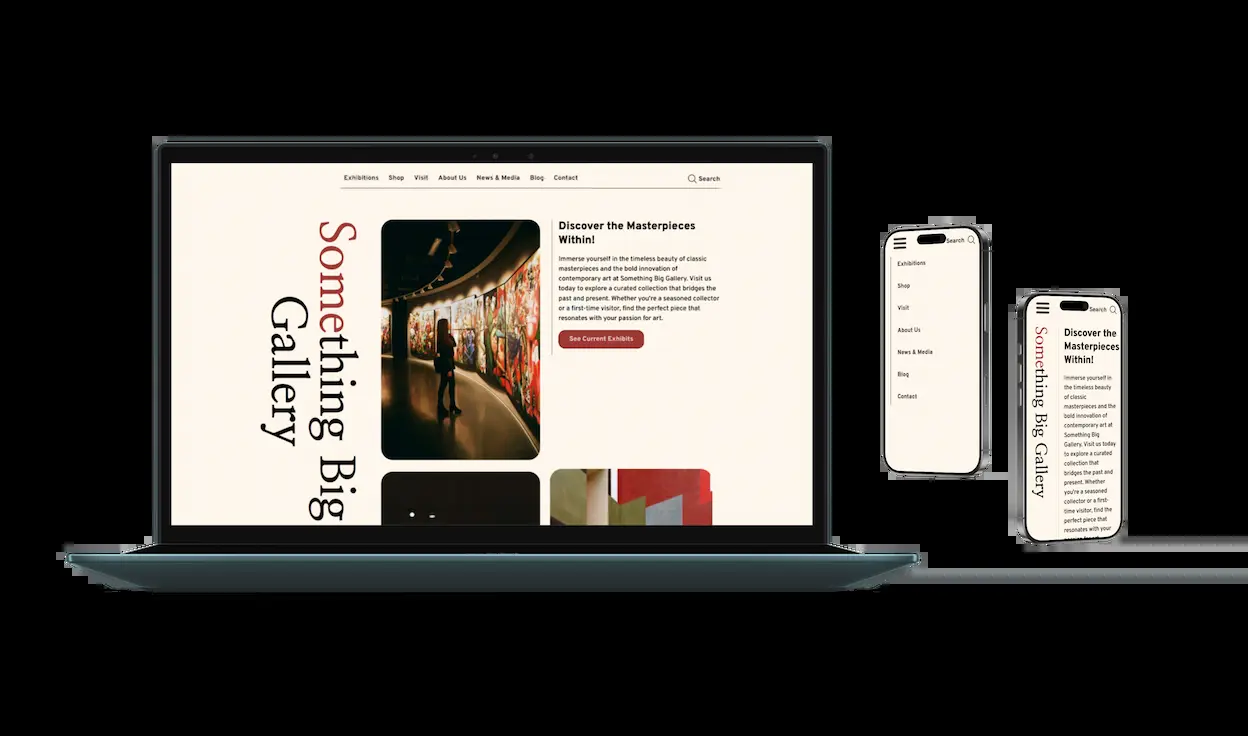 Exhibitions Shop Visit About Us News & Media Blog Contact Search
Something Big
Gallery
Discover the Masterpieces
Within!
Immerse yourself in the timeless beauty of classic
masterpieces and the bold innovation of
contemporary art at Something Big Gallery. Visit us
today to explore a curated collection that bridges the
past and present. Whether you're a seasoned collector
or a first-time visitor, find the perfect piece that
resonates with your passion for art.
See Current Exhibits
Search
Exhibitions
Shop
Visit
About Us
News & Media
Blog
Contact
Search
Something Big Gallery
Discover the
Masterpieces
Within!
Immerse yourself in
the timeless beauty
of classic
masterpieces and the
bold innovation of
contemporary art at
Something Big
Gallery. Visit us today
to explore a curated
collection that
bridges the past and
present. Whether
you're a seasoned
collector or a first-
time visitor, find the
perfect piece that
resonates with your